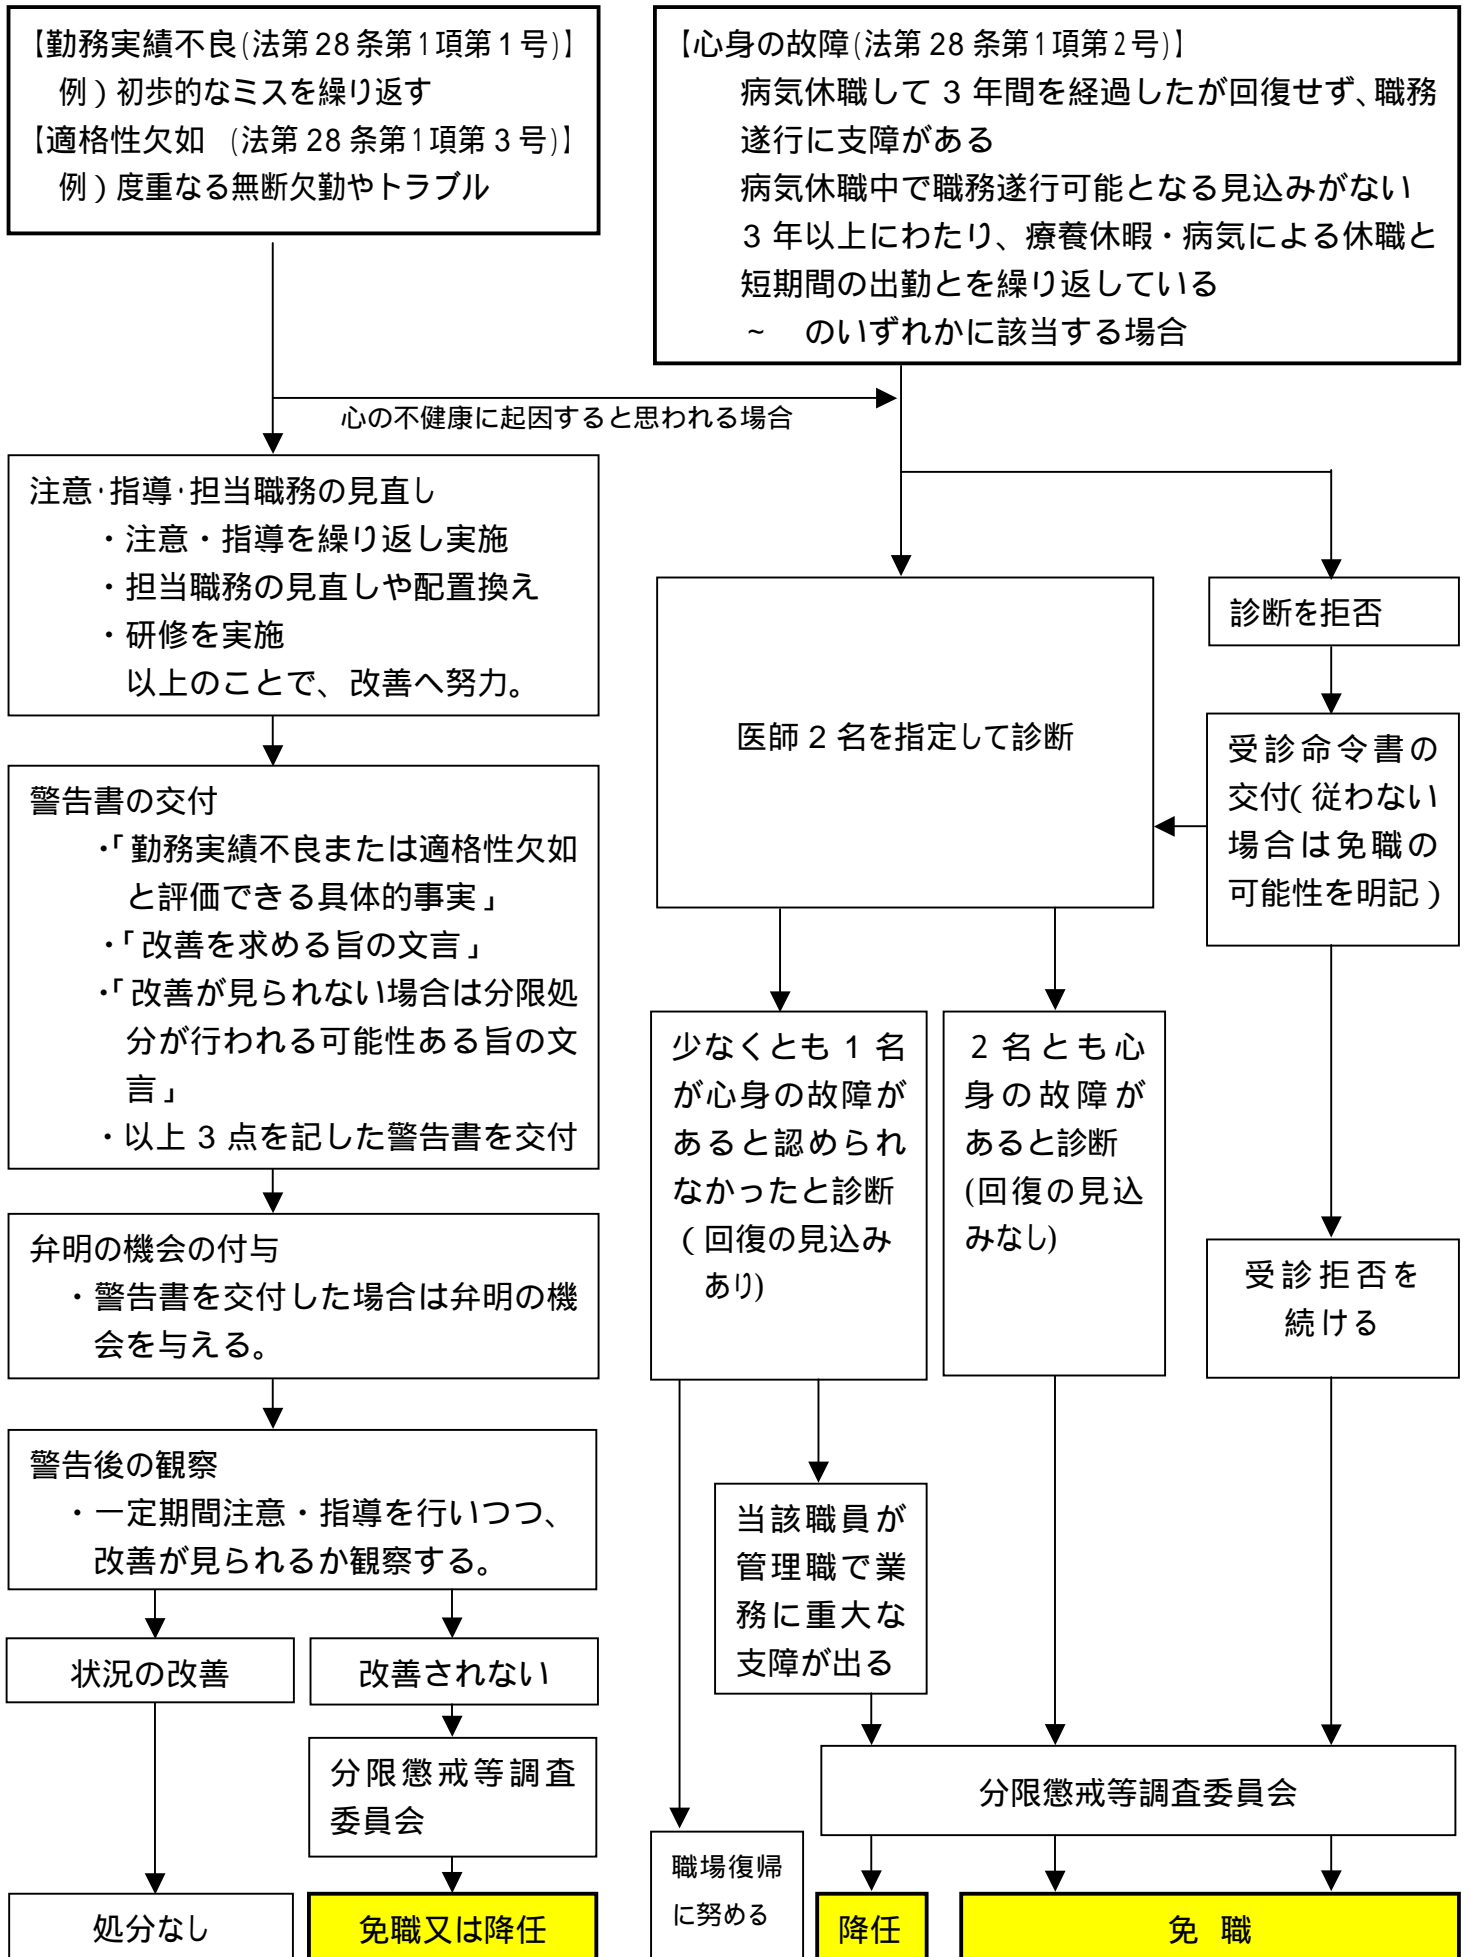 【勤務実績不良(法第28条第1項第1号)】
例）初歩的なミスを繰り返す
【適格性欠如　(法第28条第1項第3号)】
例）度重なる無断欠勤やトラブル
【心身の故障(法第28条第1項第2号)】
病気休職して3年間を経過したが回復せず、職務
遂行に支障がある
病気休職中で職務遂行可能となる見込みがない
3年以上にわたり、療養休暇・病気による休職と
短期間の出勤とを繰り返している
~　のいずれかに該当する場合
心の不健康に起因すると思われる場合
注意・指導・担当職務の見直し
・注意・指導を繰り返し実施
・担当職務の見直しや配置換え
・研修を実施
以上のことで、改善へ努力。
警告書の交付
・「勤務実績不良または適格性欠如
と評価できる具体的事実」
・「改善を求める旨の文言」
・「改善が見られない場合は分限処
分が行われる可能性ある旨の文
言」
・以上3点を記した警告書を交付
弁明の機会の付与
・警告書を交付した場合は弁明の機
会を与える。
警告後の観察
・一定期間注意・指導を行いつつ、
改善が見られるか観察する。
状況の改善
改善されない
分限懲戒等調査
委員会
処分なし
免職又は降任
医師2名を指定して診断
診断を拒否
受診命令書の
交付(従わない
場合は免職の
可能性を明記)
少なくとも1名
が心身の故障が
あると認められ
なかったと診断
(回復の見込み
あり)
2名とも心
身の故障が
あると診断
(回復の見込
みなし)
受診拒否を
続ける
当該職員が
管理職で業
務に重大な
支障が出る
分限懲戒等調査委員会
職場復帰
に努める
降任
免　職